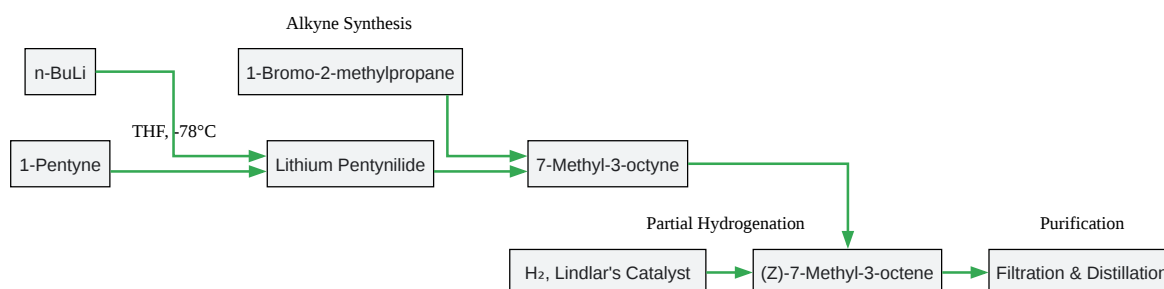 Alkyne Synthesis
n-BuLi
1-Bromo-2-methylpropane
THF, -78°C
1-Pentyne
Lithium Pentynilide
7-Methyl-3-octyne
Partial Hydrogenation
Purification
H₂, Lindlar's Catalyst
(Z)-7-Methyl-3-octene
Filtration & Distillation